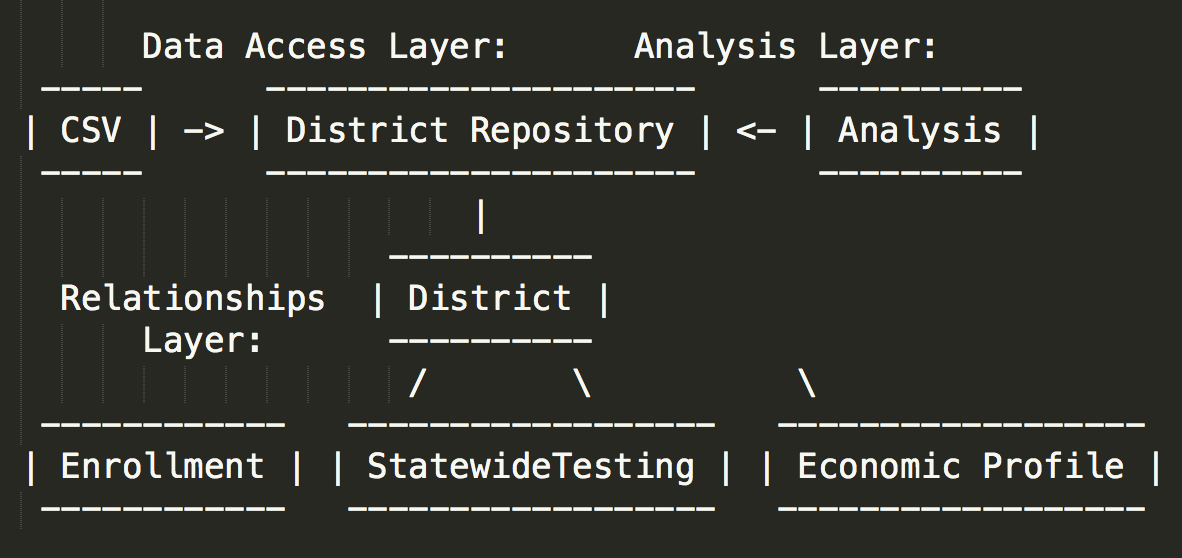 Data Access Layer: Analysis Layer:
----- --------------------- ----------
| CSV | -> | District Repository | <- | Analysis |
----- --------------------- ----------
|
----------
Relationships | District |
Layer: ----------
/ \ \
------------ ------------------ ------------------
| Enrollment | | StatewideTesting | | Economic Profile |
------------ ------------------ ------------------